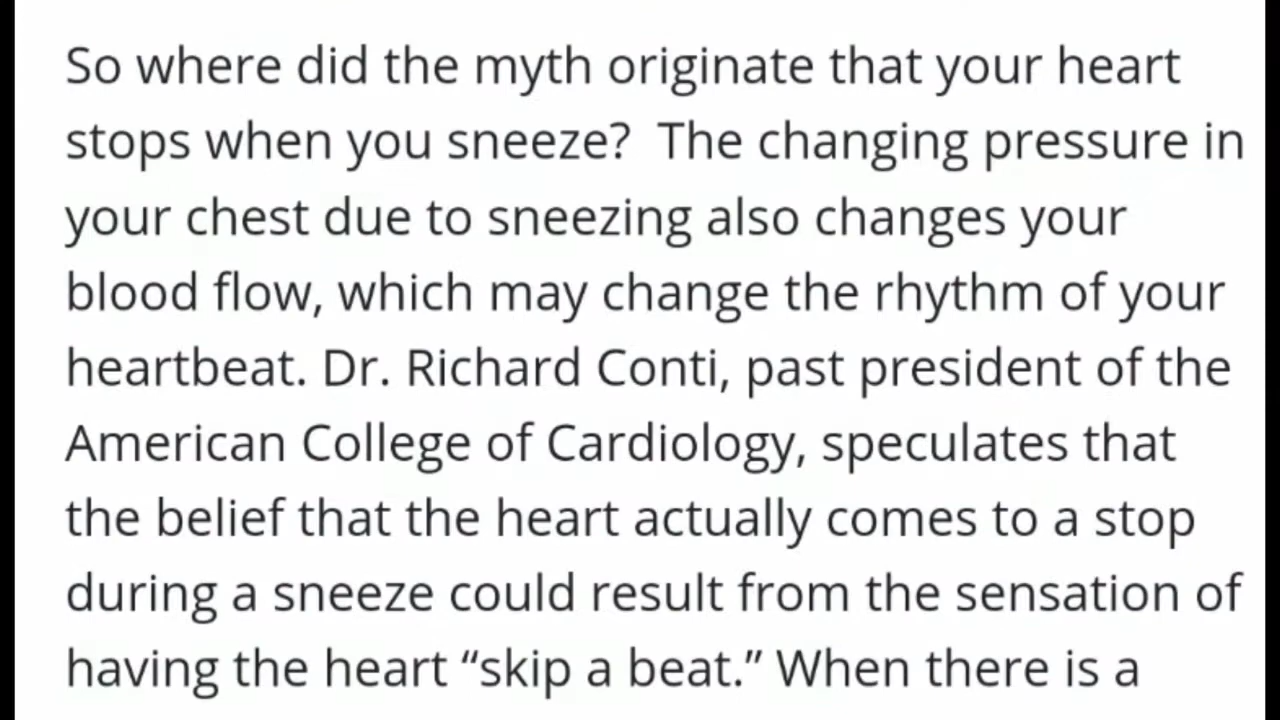 So where did the myth originate that your heart
stops when you sneeze?  The changing pressure in
your chest due to sneezing also changes your
blood flow, which may change the rhythm of your
heartbeat. Dr. Richard Conti, past president of the
American College of Cardiology, speculates that
the belief that the heart actually comes to a stop
during a sneeze could result from the sensation of
having the heart “skip a beat.” When there is a